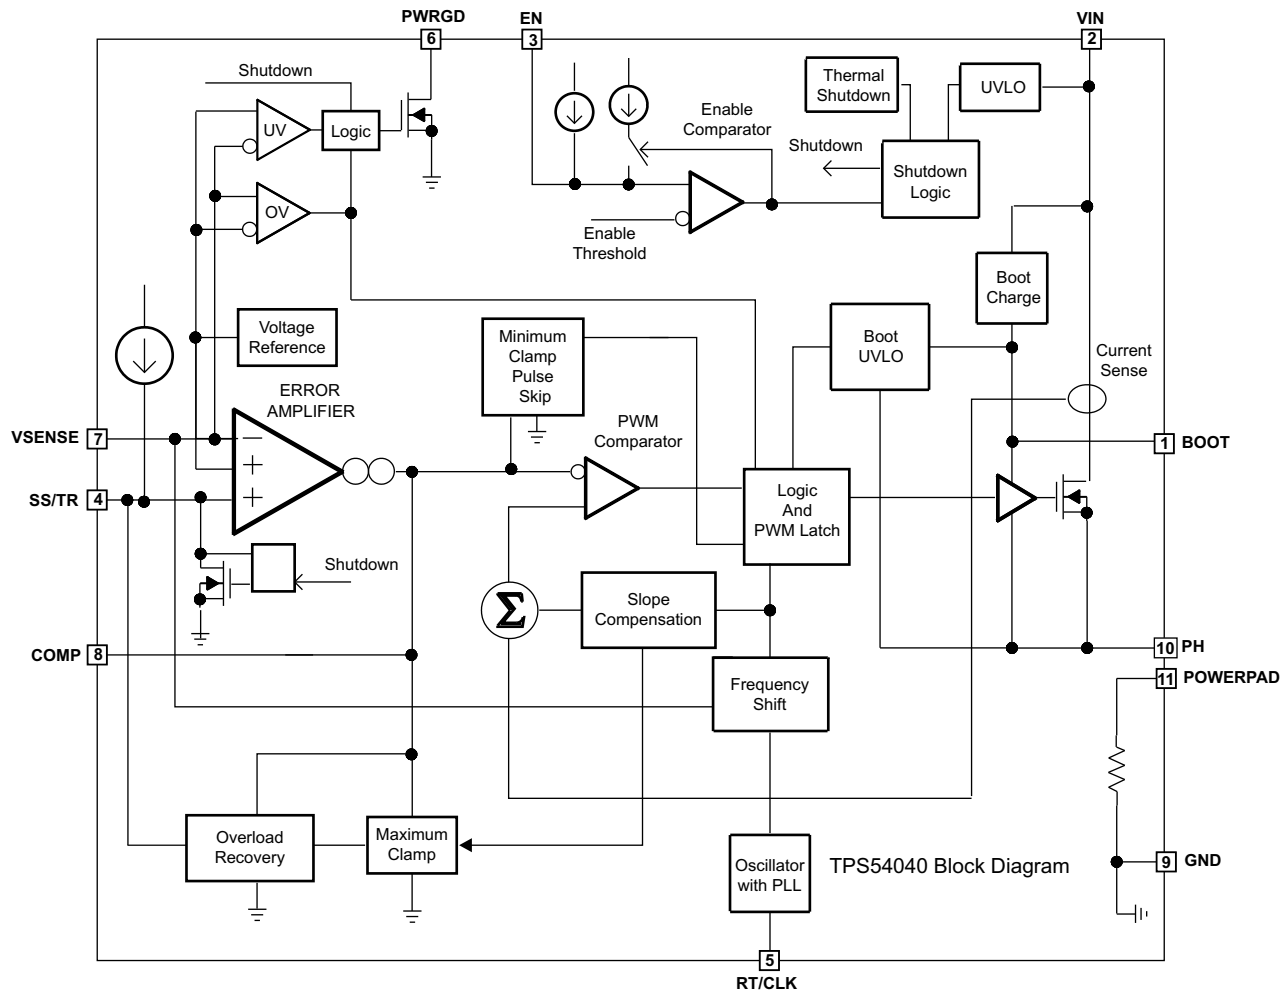 PWRGD
6
EN
3
VIN
2
Shutdown
UV
Logic
Enable
Comparator
Thermal
Shutdown
UVLO
Shutdown
Shutdown
Logic
OV
Enable
Threshold
Boot
Charge
Voltage
Reference
Minimum
Clamp
Pulse
Skip
Boot
UVLO
Current
Sense
ERROR
AMPLIFIER
PWM
Comparator
VSENSE
7
−
+
+
1
BOOT
SS/TR
4
Logic
And
PWM Latch
Shutdown
Slope
Compensation
Σ
COMP
8
10
PH
11
POWERPAD
Frequency
Shift
Overload
Recovery
Maximum
Clamp
Oscillator
with PLL
TPS54040 Block Diagram
9
GND
5
RT/CLK